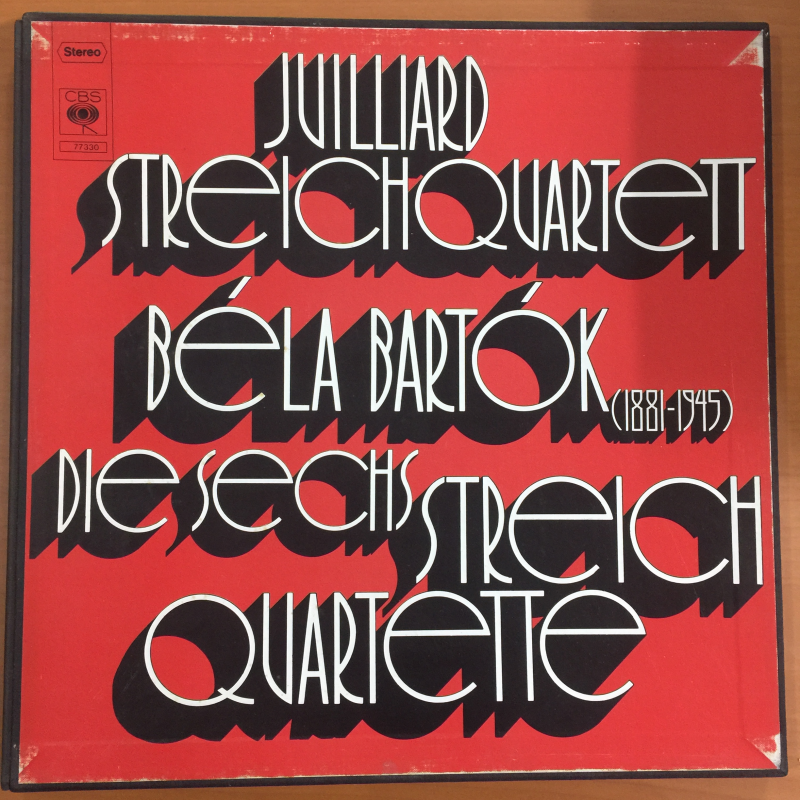 Stereo
CBS
77330
JUILLIARD
STREICHQUARTETT
BÉLA BARTÓK
(1881-1945)
DIE SECHS
STREICH
QUARTETTE